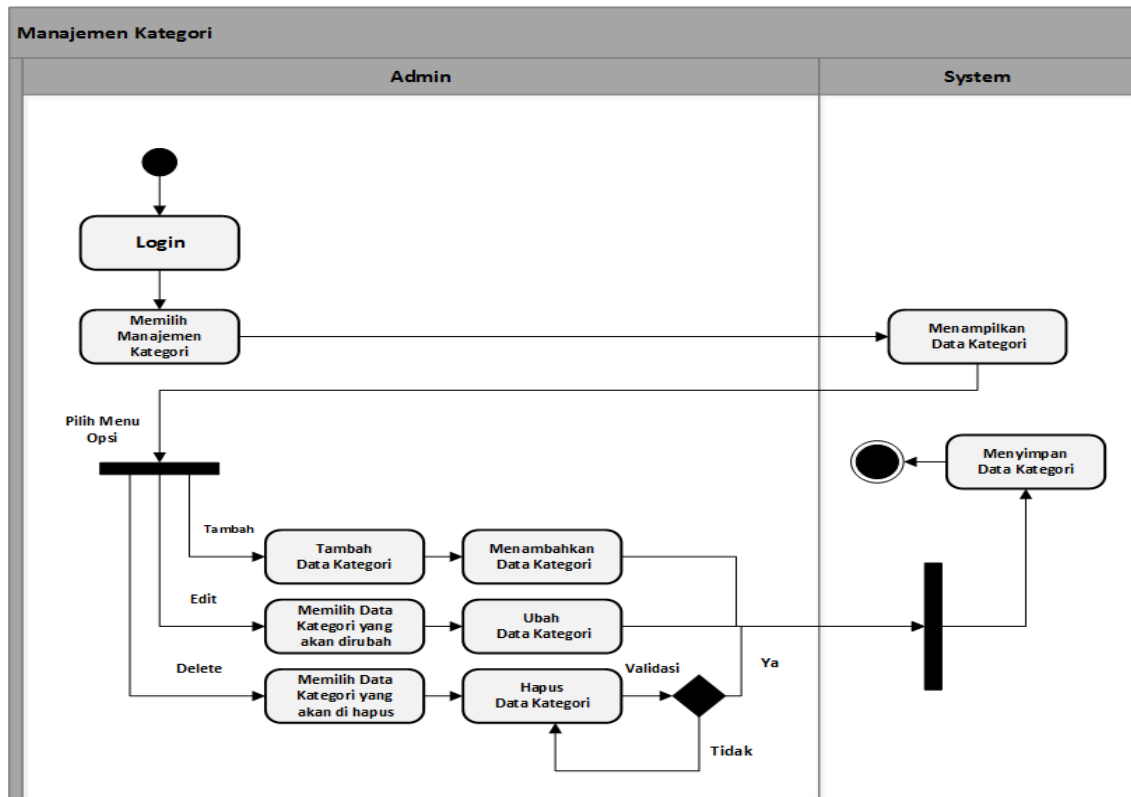 Manajemen Kategori
Admin
System
Login
Memilih
Manajemen
Kategori
Menampilkan
Data Kategori
Pilih Menu
Opsi
Menyimpan
Data Kategori
Tambah
Tambah
Data Kategori
Menambahkan
Data Kategori
Edit
Memilih Data
Kategori yang
akan dirubah
Ubah
Data Kategori
Delete
Memilih Data
Kategori yang
akan di hapus
Hapus
Data Kategori
Validasi
Ya
Tidak